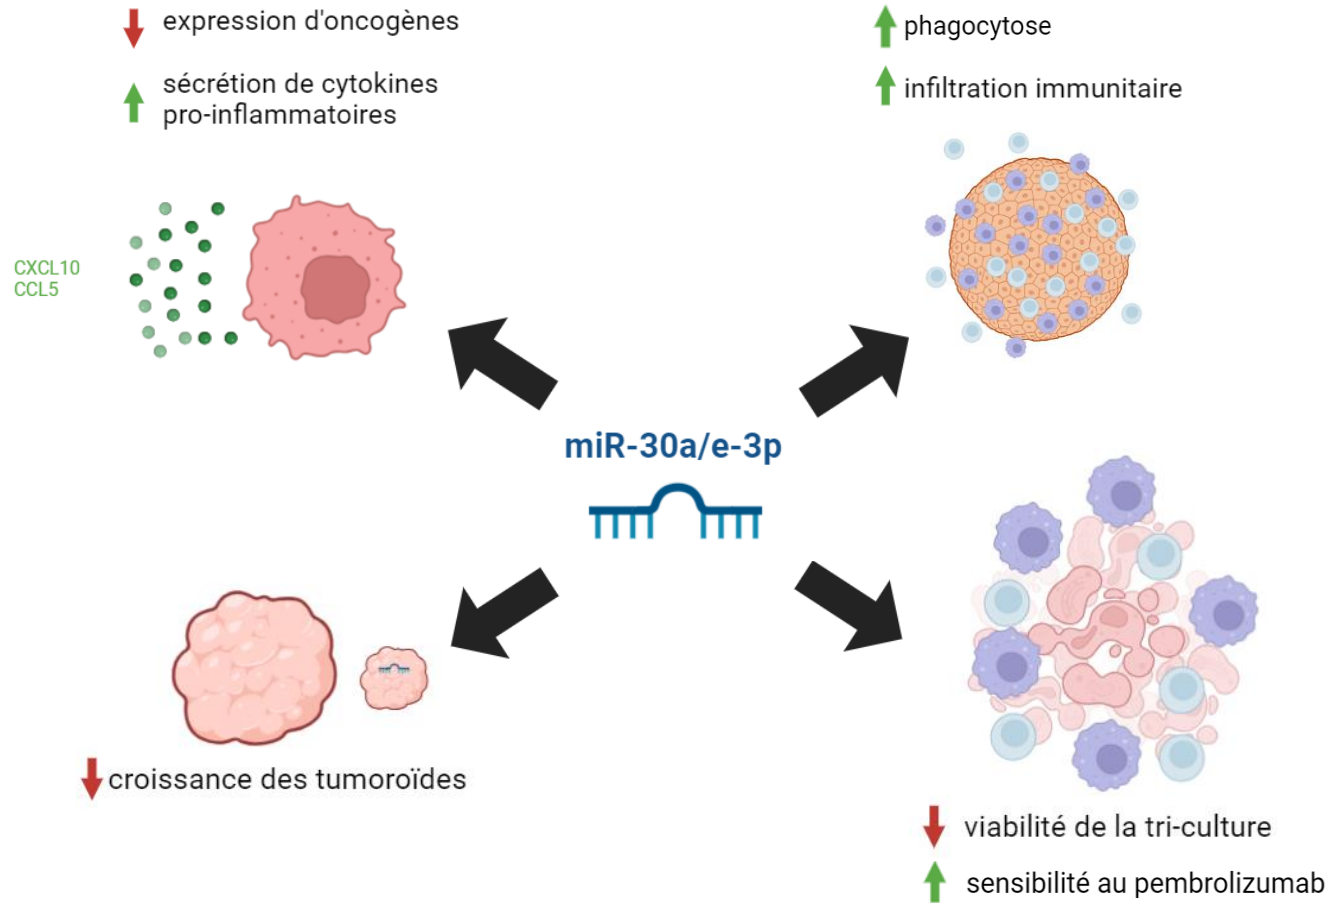 expression d'oncogènes
sécrétion de cytokines
pro-inflammatoires
CXCL10
CCL5
phagocytose
infiltration immunitaire
miR-30a/e-3p
croissance des tumoroïdes
viabilité de la tri-culture
sensibilité au pembrolizumab